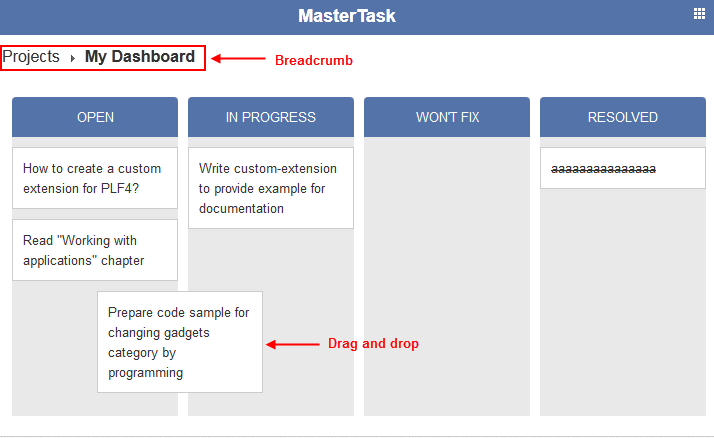 MasterTask
Projects My Dashboard
Breadcrumb
OPEN
IN PROGRESS
WON'T FIX
RESOLVED
How to create a custom
extension for PLF4?
Read "Working with
applications" chapter
Write custom-extension
to provide example for
documentation
aaaaaaaaaaaaaaa
Prepare code sample for
changing gadgets
category by
programming
Drag and drop